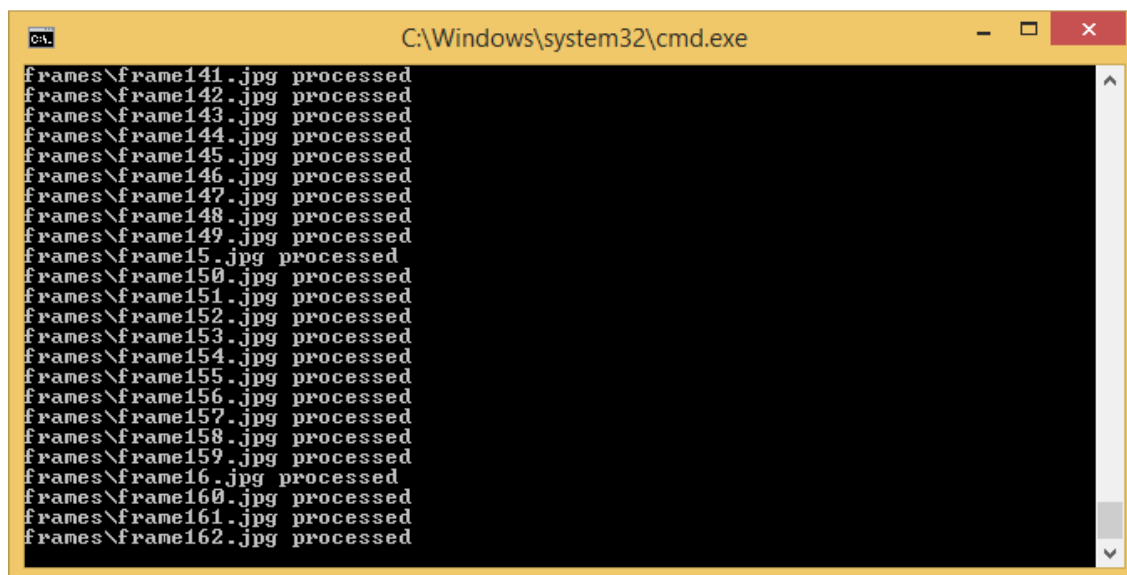 C:\Windows\system32\cmd.exe
frames\frame141.jpg processed
frames\frame142.jpg processed
frames\frame143.jpg processed
frames\frame144.jpg processed
frames\frame145.jpg processed
frames\frame146.jpg processed
frames\frame147.jpg processed
frames\frame148.jpg processed
frames\frame149.jpg processed
frames\frame15.jpg processed
frames\frame150.jpg processed
frames\frame151.jpg processed
frames\frame152.jpg processed
frames\frame153.jpg processed
frames\frame154.jpg processed
frames\frame155.jpg processed
frames\frame156.jpg processed
frames\frame157.jpg processed
frames\frame158.jpg processed
frames\frame159.jpg processed
frames\frame16.jpg processed
frames\frame160.jpg processed
frames\frame161.jpg processed
frames\frame162.jpg processed